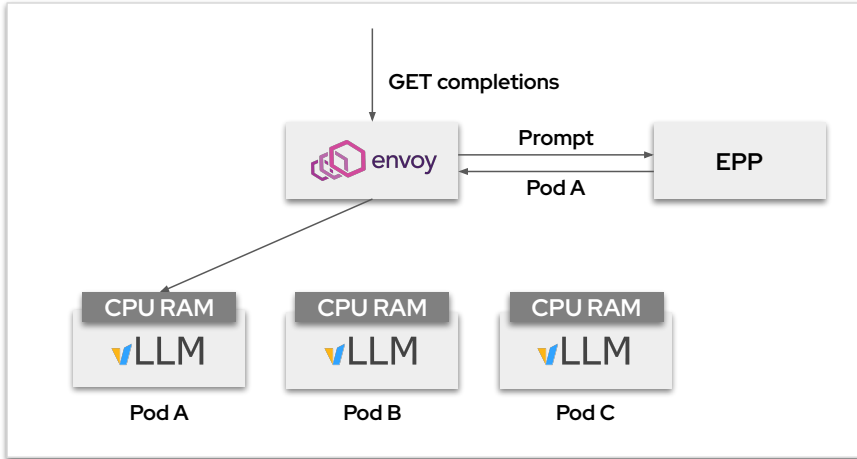 GET completions
envoy
Prompt
EPP
Pod A
CPU RAM
CPU RAM
CPU RAM
vLLM
vLLM
vLLM
Pod A
Pod B
Pod C